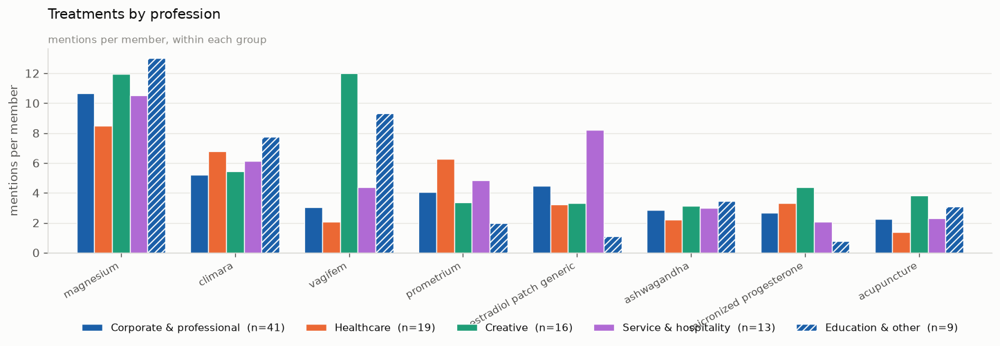 Treatments by profession
mentions per member, within each group
mentions per member
12
10
8
6
4
2
0
magnesium
climara
vagifem
prometrium
estradiol patch generic
ashwagandha
micronized progesterone
acupuncture
Corporate & professional (n=41)
Healthcare (n=19)
Creative (n=16)
Service & hospitality (n=13)
Education & other (n=9)